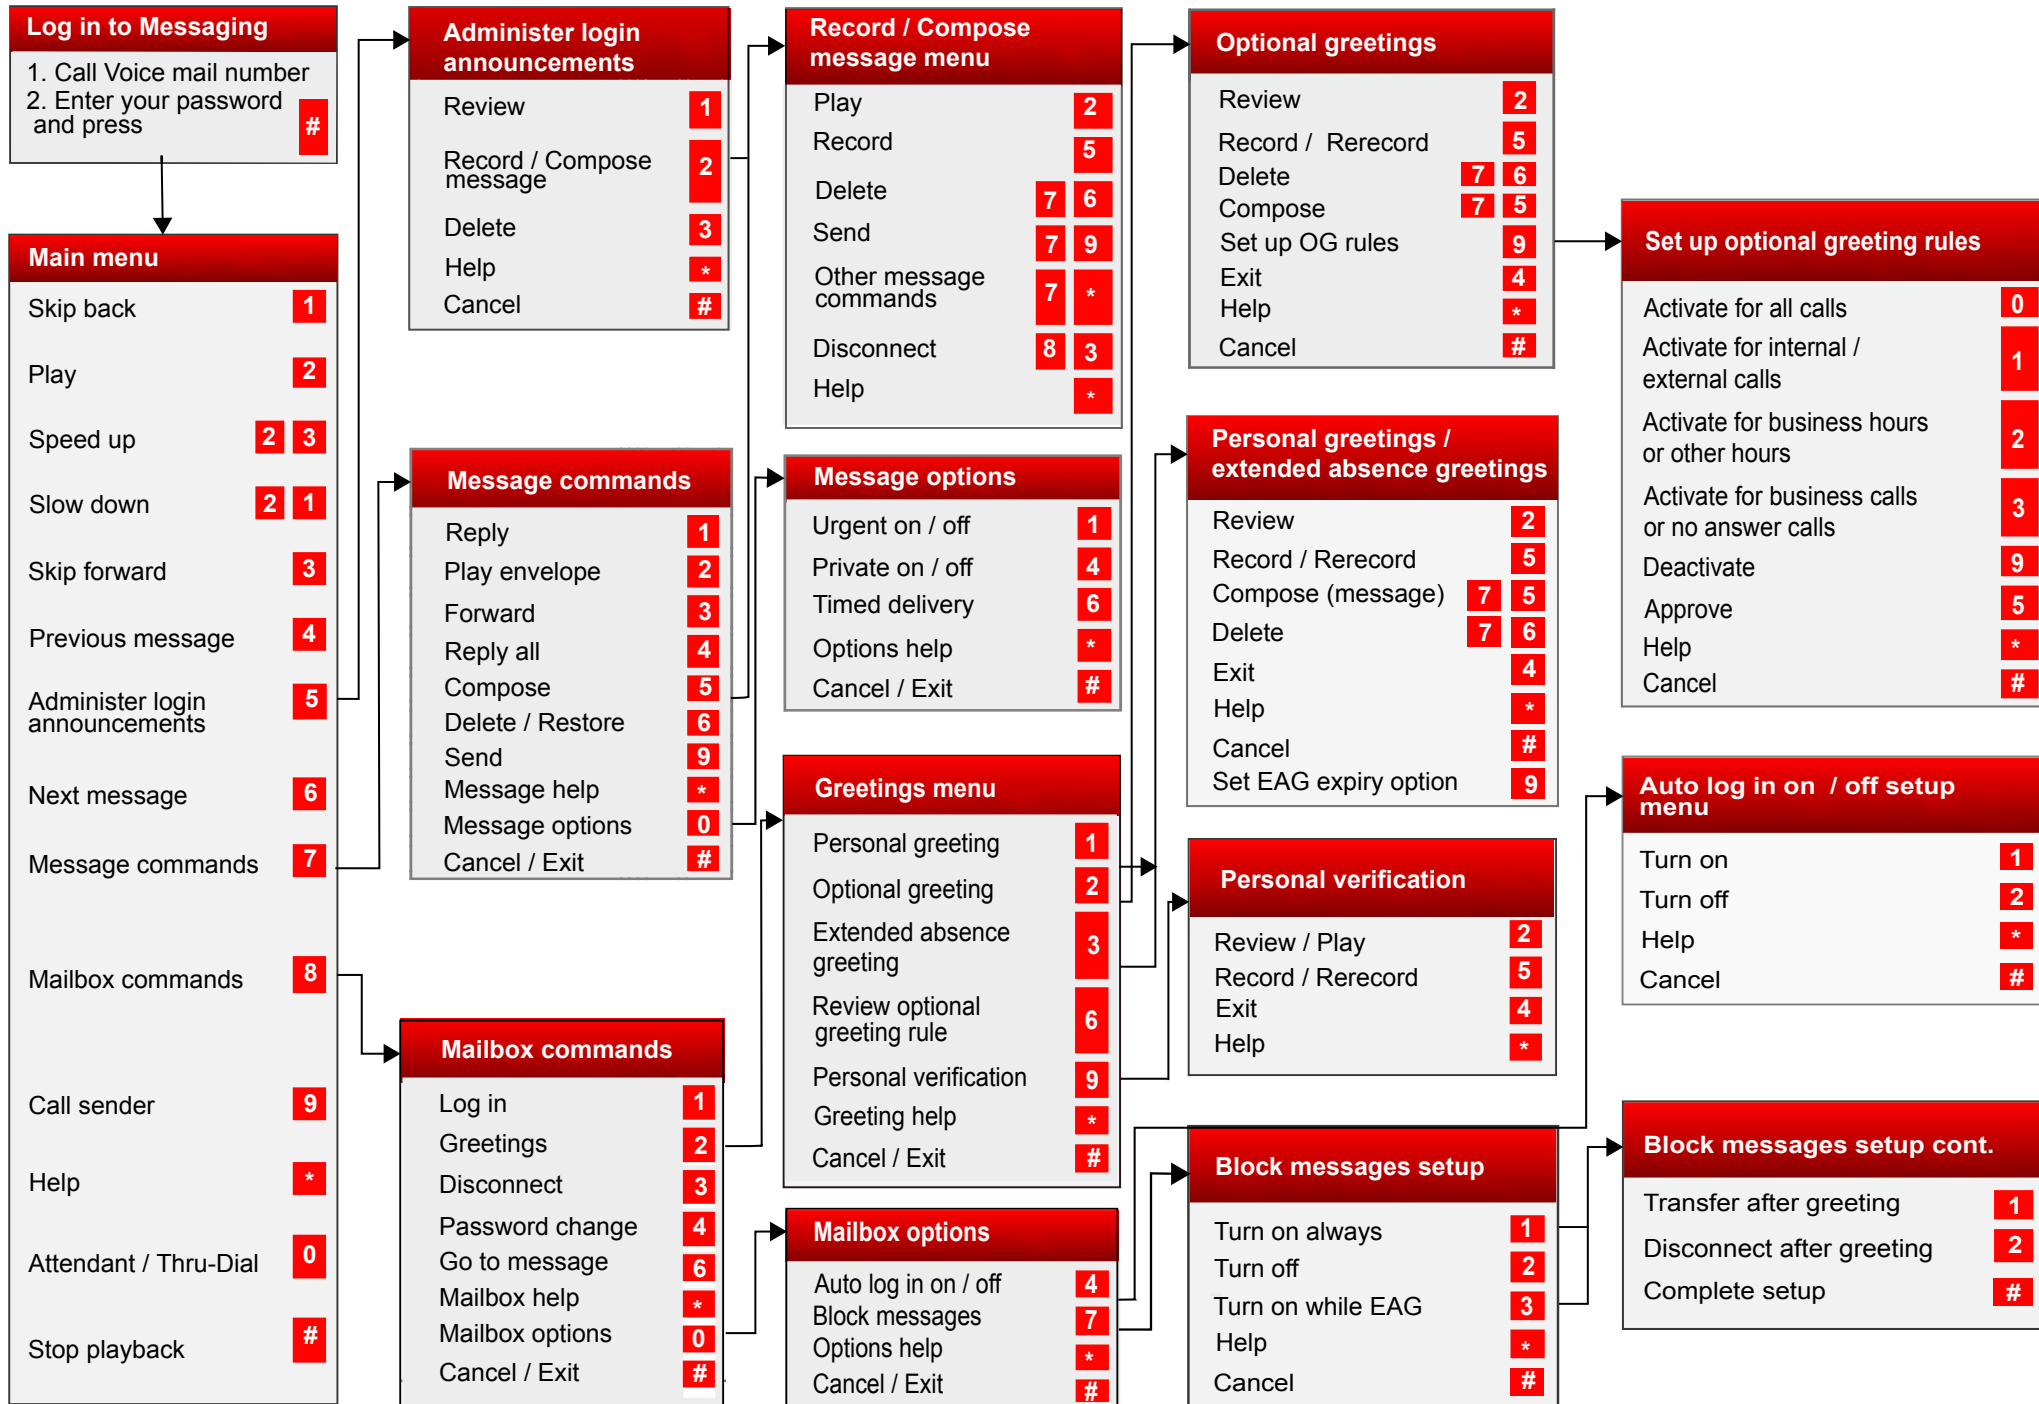 Log in to Messaging
1. Call Voice mail number
2. Enter your password
and press #
Main menu
Skip back 1
Play 2
Speed up 2 3
Slow down 2 1
Skip forward 3
Previous message 4
Administer login
announcements 5
Next message 6
Message commands 7
Mailbox commands 8
Call sender 9
Help *
Attendant / Thru-Dial 0
Stop playback #
Administer login
announcements
Review 1
Record / Compose
message 2
Delete 3
Help *
Cancel #
Message commands
Reply 1
Play envelope 2
Forward 3
Reply all 4
Compose 5
Delete / Restore 6
Send 9
Message help *
Message options 0
Cancel / Exit #
Mailbox commands
Log in 1
Greetings 2
Disconnect 3
Password change 4
Go to message 6
Mailbox help *
Mailbox options 0
Cancel / Exit #
Record / Compose
message menu
Play 2
Record 5
Delete 7 6
Send 7 9
Other message
commands 7 *
Disconnect 8 3
Help *
Message options
Urgent on / off 1
Private on / off 4
Timed delivery 6
Options help *
Cancel / Exit #
Greetings menu
Personal greeting 1
Optional greeting 2
Extended absence
greeting 3
Review optional
greeting rule 6
Personal verification 9
Greeting help *
Cancel / Exit #
Mailbox options
Auto log in on / off 4
Block messages 7
Options help *
Cancel / Exit #
Optional greetings
Review 2
Record / Rerecord 5
Delete 7 6
Compose 7 5
Set up OG rules 9
Exit 4
Help *
Cancel #
Personal greetings /
extended absence greetings
Review 2
Record / Rerecord 5
Compose (message) 7 5
Delete 7 6
Exit 4
Help *
Cancel #
Set EAG expiry option 9
Personal verification
Review / Play 2
Record / Rerecord 5
Exit 4
Help *
Block messages setup
Turn on always 1
Turn off 2
Turn on while EAG 3
Help *
Cancel #
Set up optional greeting rules
Activate for all calls 0
Activate for internal /
external calls 1
Activate for business hours
or other hours 2
Activate for business calls
or no answer calls 3
Deactivate 9
Approve 5
Help *
Cancel #
Auto log in on / off setup
menu
Turn on 1
Turn off 2
Help *
Cancel #
Block messages setup cont.
Transfer after greeting 1
Disconnect after greeting 2
Complete setup #